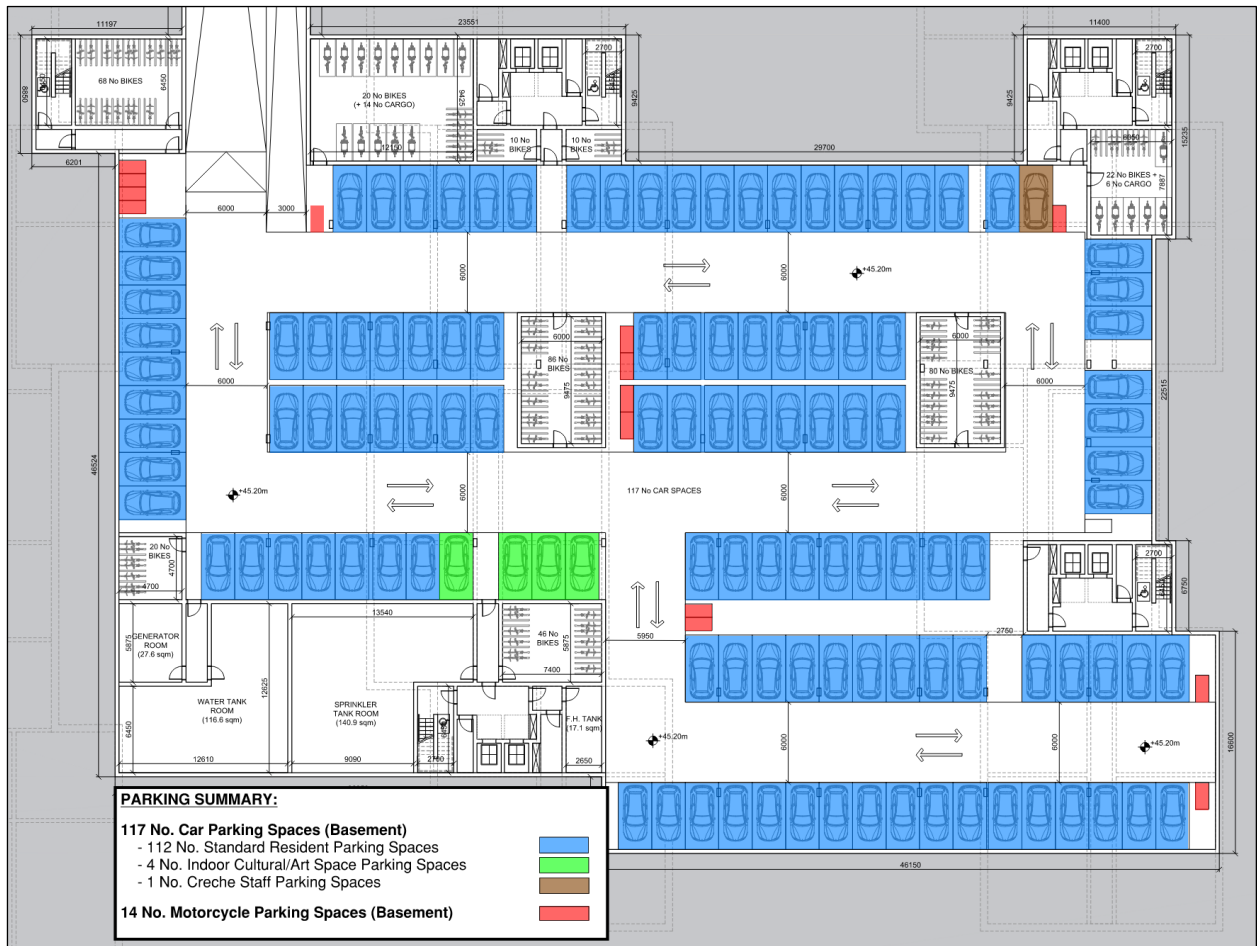 11197
23551
11400
2700
2700
68 No BIKES
6450
8850
6450
20 No BIKES
(+ 14 No CARGO)
9425
12150
10 No
BIKES
10 No
BIKES
9425
9425
6050
15235
22 No BIKES +
6 No CARGO
7887
6201
29700
6000
3000
6000
6000
+45.20m
6000
86 No
BIKES
9475
6000
80 No BIKES
9475
6000
6000
22515
46524
+45.20m
6000
117 No CAR SPACES
6000
20 No
BIKES
4700
4700
2700
6750
13540
5875
GENERATOR
ROOM
(27.6 sqm)
46 No
BIKES
5875
7400
5950
2750
12625
WATER TANK
ROOM
(116.6 sqm)
SPRINKLER
TANK ROOM
(140.9 sqm)
6450
6450
F.H. TANK
(17.1 sqm)
+45.20m
6000
6000
+45.20m
16600
12610
9090
2700
2650
46150
PARKING SUMMARY:
117 No. Car Parking Spaces (Basement)
- 112 No. Standard Resident Parking Spaces
- 4 No. Indoor Cultural/Art Space Parking Spaces
- 1 No. Creche Staff Parking Spaces
14 No. Motorcycle Parking Spaces (Basement)